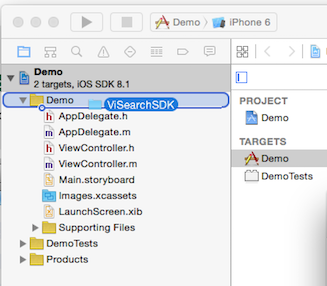 Demo
iPhone 6
Demo
2 targets, iOS SDK 8.1
Demo
ViSearchSDK
AppDelegate.h
AppDelegate.m
ViewController.h
ViewController.m
Main.storyboard
Images.xcassets
LaunchScreen.xib
Supporting Files
DemoTests
Products
PROJECT
Demo
TARGETS
Demo
DemoTests